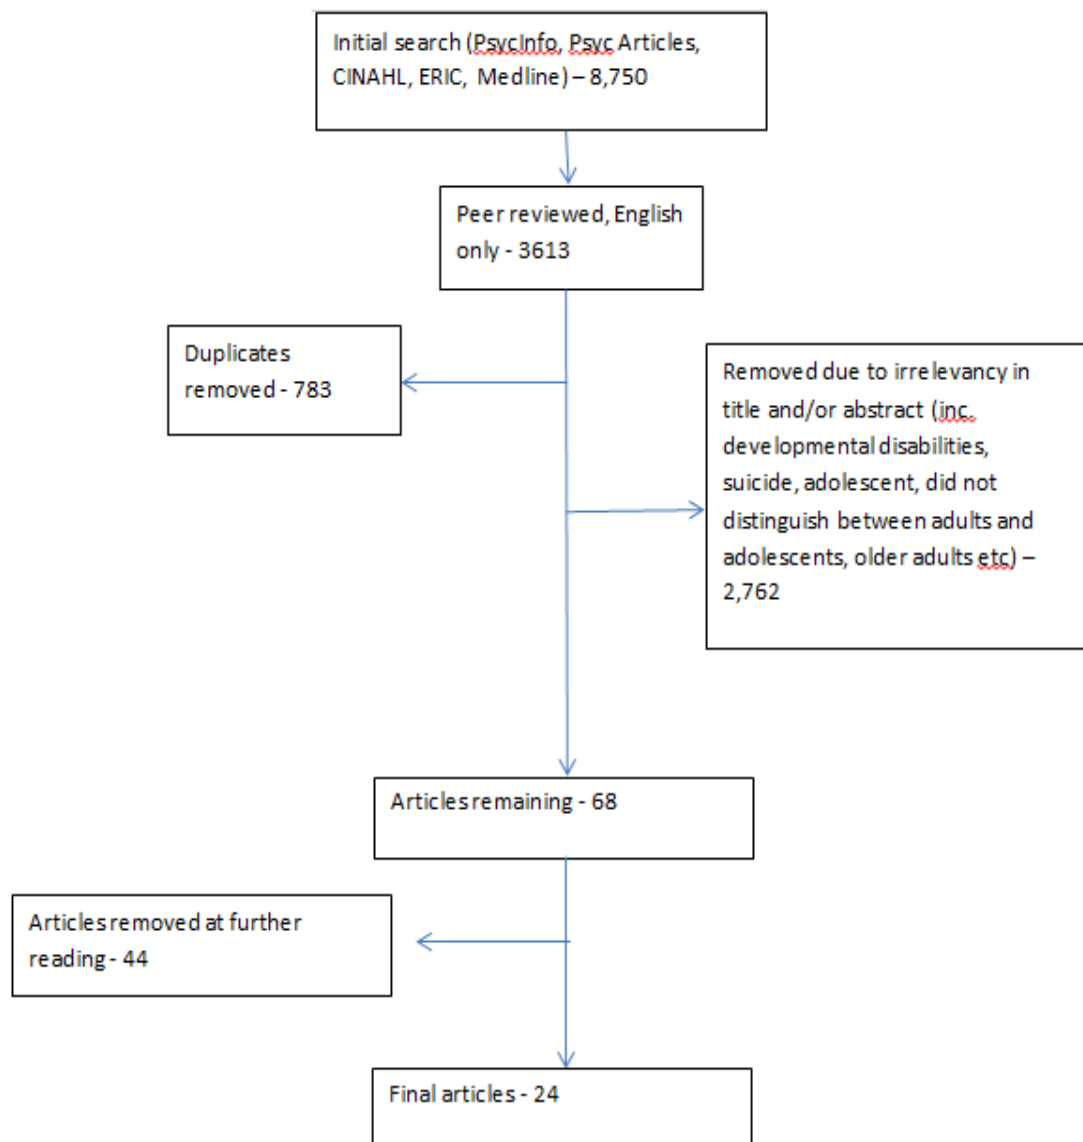 Initial search (PsycInfo, Psyc Articles,
CINAHL, ERIC, Medline) – 8,750
Peer reviewed, English
only - 3613
Duplicates
removed - 783
Removed due to irrelevancy in
title and/or abstract (inc.
developmental disabilities,
suicide, adolescent, did not
distinguish between adults and
adolescents, older adults etc) –
2,762
Articles remaining - 68
Articles removed at further
reading - 44
Final articles - 24